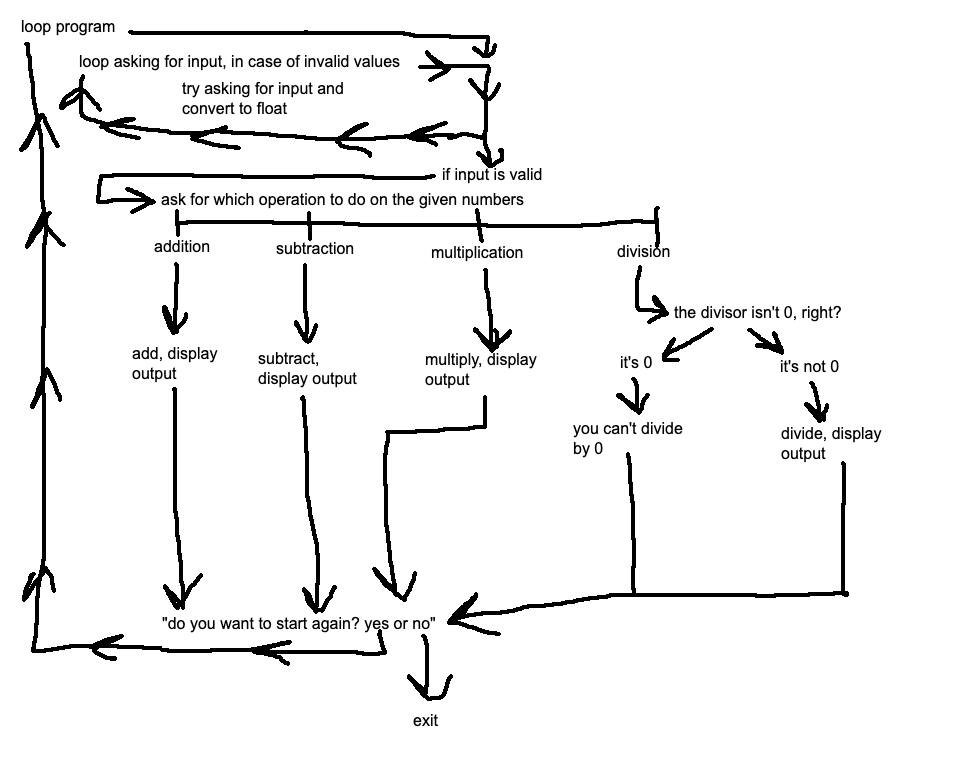 loop program
loop asking for input, in case of invalid values
try asking for input and
convert to float
if input is valid
ask for which operation to do on the given numbers
addition
subtraction
multiplication
division
the divisor isn't 0, right?
it's 0
it's not 0
add, display
output
subtract,
display output
multiply, display
output
you can't divide
by 0
divide, display
output
"do you want to start again? yes or no"
exit